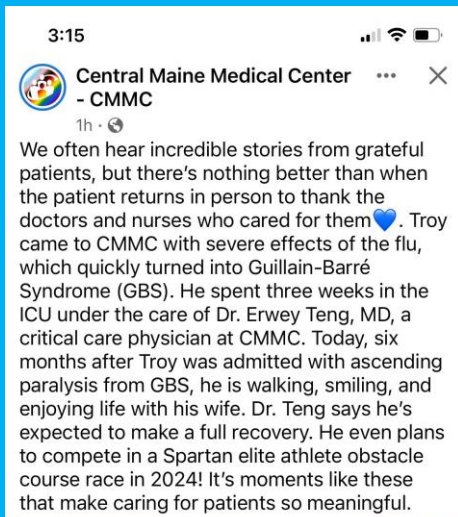 3:15
Central Maine Medical Center
- CMMC
1h ·
We often hear incredible stories from grateful
patients, but there's nothing better than when
the patient returns in person to thank the
doctors and nurses who cared for them💙. Troy
came to CMMC with severe effects of the flu,
which quickly turned into Guillain-Barré
Syndrome (GBS). He spent three weeks in the
ICU under the care of Dr. Erwey Teng, MD, a
critical care physician at CMMC. Today, six
months after Troy was admitted with ascending
paralysis from GBS, he is walking, smiling, and
enjoying life with his wife. Dr. Teng says he's
expected to make a full recovery. He even plans
to compete in a Spartan elite athlete obstacle
course race in 2024! It's moments like these
that make caring for patients so meaningful.